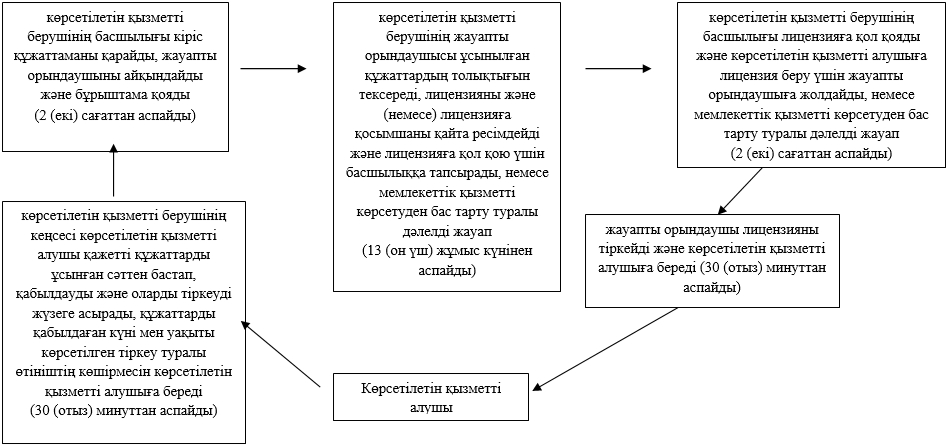 көрсетілетін қызметті
берушінің басшылығы кіріс
құжаттаманы қарайды, жауапты
орындаушыны айқындайды
және бұрыштама қояды
(2 (екі) сағаттан аспайды)
көрсетілетін қызметті
берушінің жауапты
орындаушысы ұсынылған
құжаттардың толықтығын
тексереді, лицензияны және
(немесе) лицензияға
қосымшаны қайта ресімдейді
және лицензияға қол қою үшін
басшылыққа тапсырады, немесе
мемлекеттік қызметті
көрсетуден бас тарту туралы
дәлелді жауап
(13 (он үш) жұмыс күнінен
аспайды)
көрсетілетін қызметті берушінің
басшылығы лицензияға қол қояды
және көрсетілетін қызметті алушыға
лицензия беру үшін жауапты
орындаушыға жолдайды, немесе
мемлекеттік қызметті көрсетуден бас
тарту туралы дәлелді жауап
(2 (екі) сағаттан аспайды)
көрсетілетін қызметті берушінің
кеңсесі көрсетілетін қызметті
алушы қажетті құжаттарды
ұсынған сәттен бастап,
қабылдауды және оларды тіркеуді
жүзеге асырады, құжаттарды
қабылдаған күні мен уақыты
көрсетілген тіркеу туралы
өтініштің көшірмесін көрсетілетін
қызметті алушыға береді
(30 (отыз) минуттан аспайды)
жауапты орындаушы лицензияны
тіркейді және көрсетілетін қызметті
алушыға береді (30 (отыз) минуттан
аспайды)
Көрсетілетін қызметті
алушы